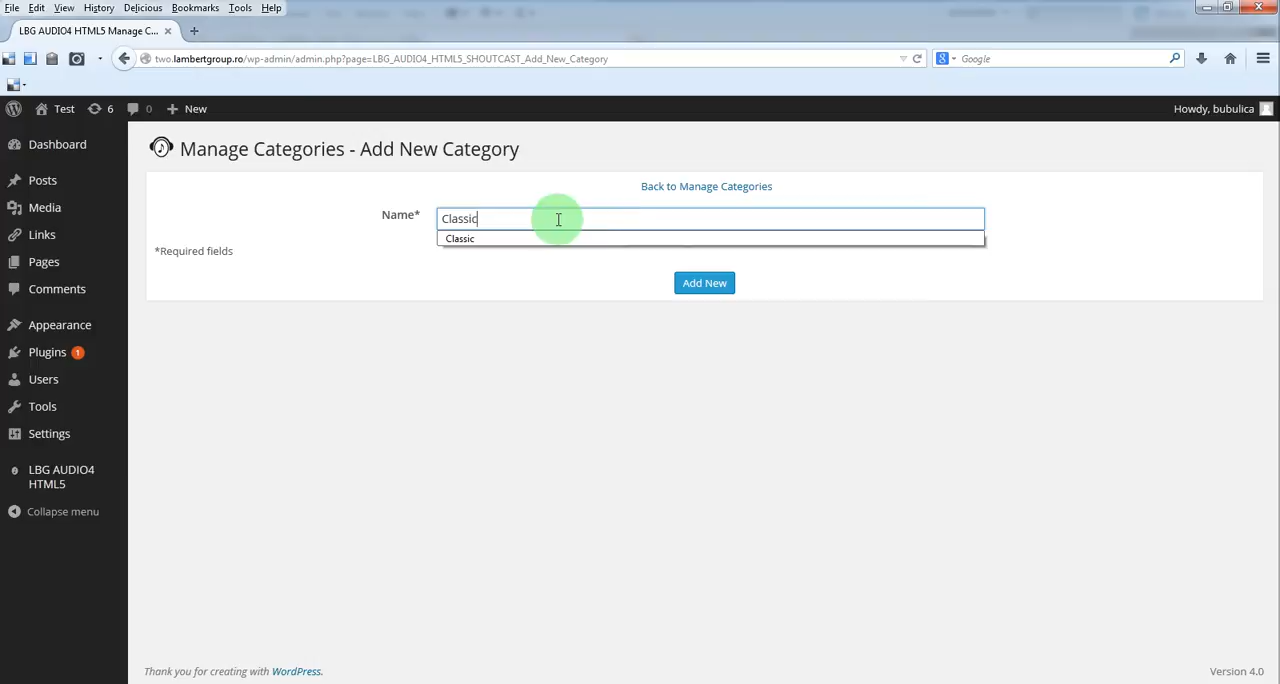 File Edit View History Delicious Bookmarks Tools Help
LBG AUDIO4 HTML5 Manage C... × +
two.lambertgroup.ro/wp-admin/admin.php?page=LBG_AUDIO4_HTML5_SHOUTCAST_Add_New_Category
Google
Test 6 0 + New
Howdy, bubulica
Dashboard
Posts
Media
Links
Pages
Comments
Appearance
Plugins 1
Users
Tools
Settings
LBG AUDIO4
HTML5
Collapse menu
Manage Categories - Add New Category
Back to Manage Categories
Name* Classic
Classic
*Required fields
Add New
Thank you for creating with WordPress.
Version 4.0